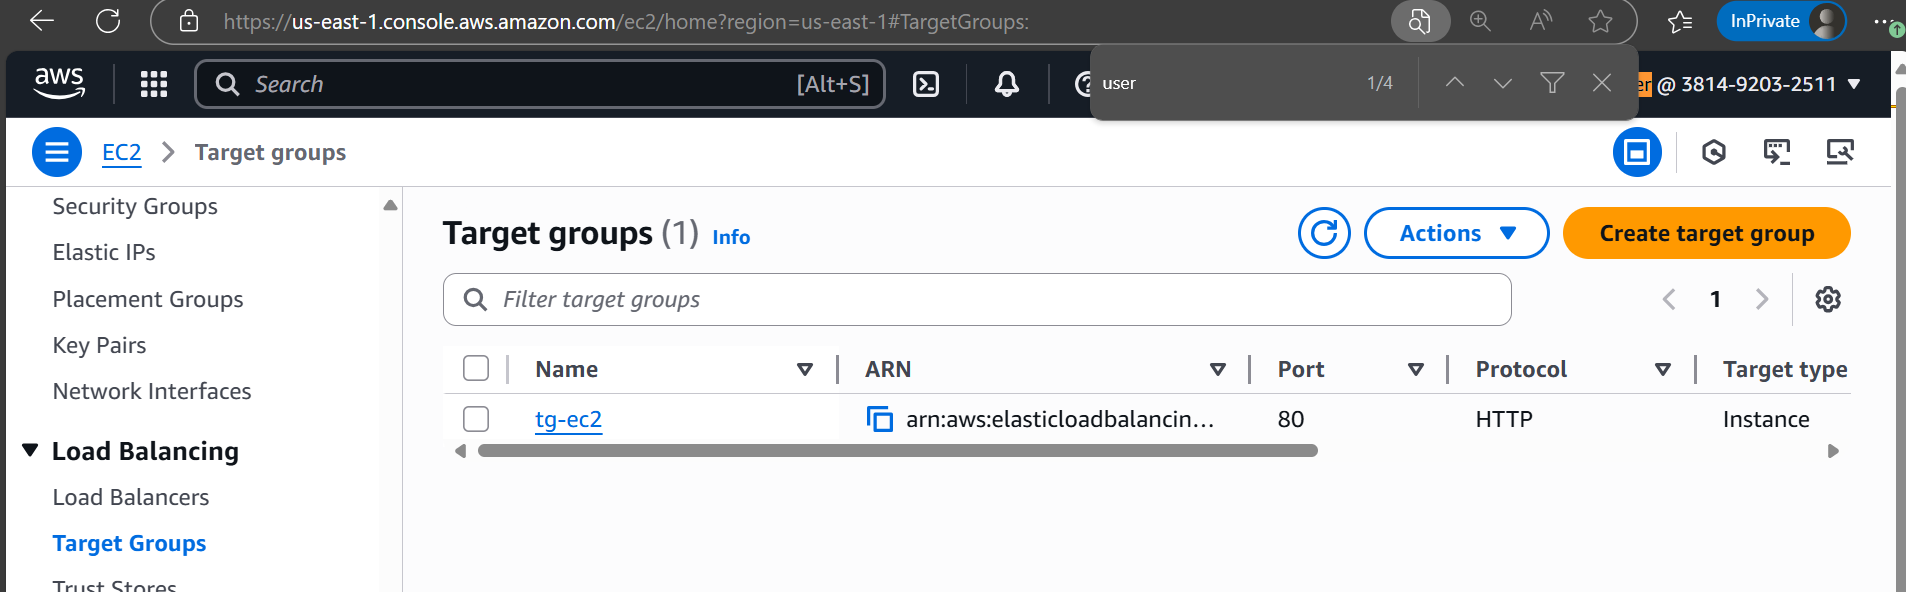 https://us-east-1.console.aws.amazon.com/ec2/home?region=us-east-1#TargetGroups:
InPrivate
aws
Search [Alt+S]
user 1/4
er @ 3814-9203-2511
EC2 Target groups
Security Groups
Elastic IPs
Placement Groups
Key Pairs
Network Interfaces
Load Balancing
Load Balancers
Target Groups
Trust Stores
Target groups (1) Info
Actions
Create target group
Filter target groups
1
Name ARN Port Protocol Target type
tg-ec2 arn:aws:elasticloadbalancin... 80 HTTP Instance